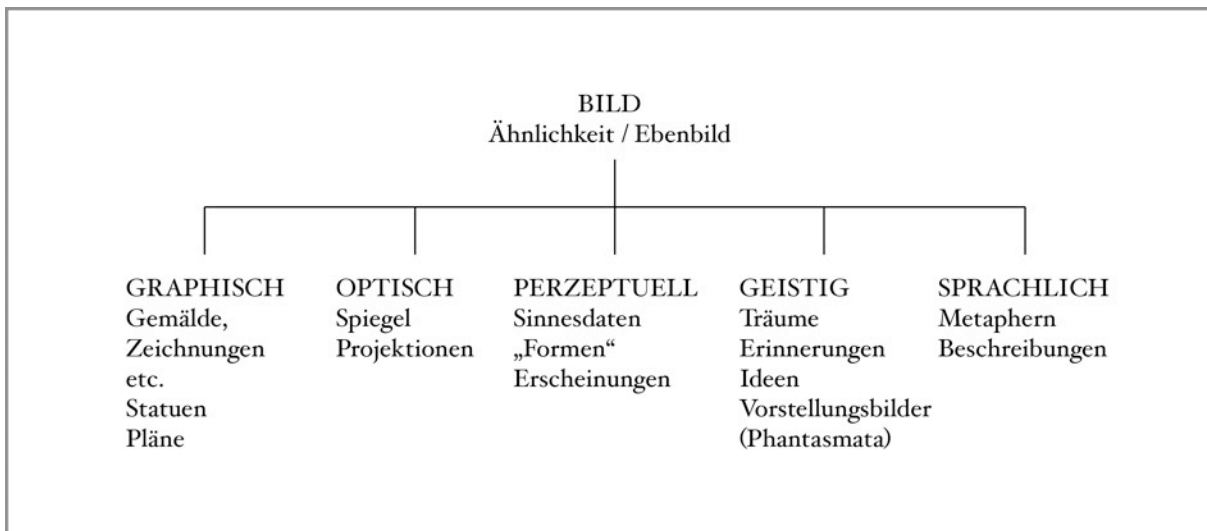 BILD
Ähnlichkeit / Ebenbild
GRAPHISCH
Gemälde,
Zeichnungen
etc.
Statuen
Pläne
OPTISCH
Spiegel
Projektionen
PERZEPTUELL
Sinnesdaten
„Formen“
Erscheinungen
GEISTIG
Träume
Erinnerungen
Ideen
Vorstellungsbilder
(Phantasmata)
SPRACHLICH
Metaphern
Beschreibungen